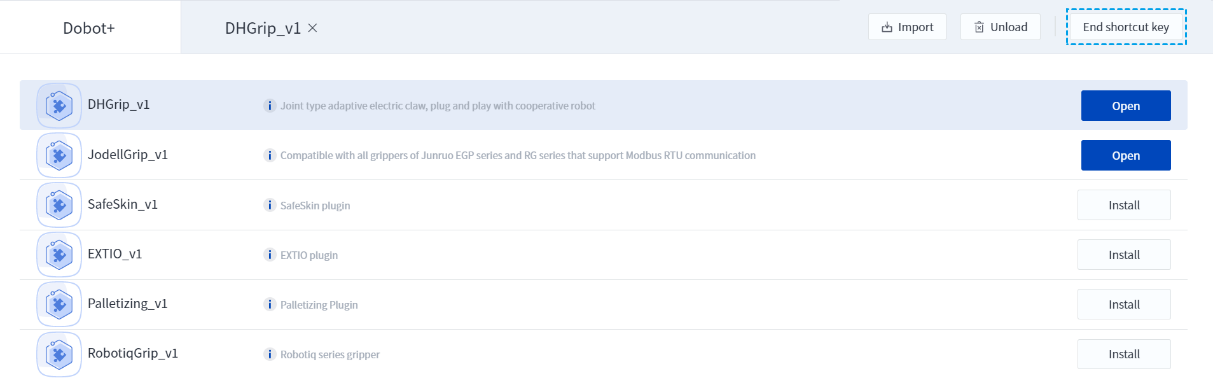 Dobot+ DHGrip_v1 Import Unload End shortcut key
DHGrip_v1 Joint type adaptive electric claw, plug and play with cooperative robot Open
JodellGrip_v1 Compatible with all grippers of Junruo EGP series and RG series that support Modbus RTU communication Open
SafeSkin_v1 SafeSkin plugin Install
EXTIO_v1 EXTIO plugin Install
Palletizing_v1 Palletizing Plugin Install
RobotiqGrip_v1 Robotiq series gripper Install